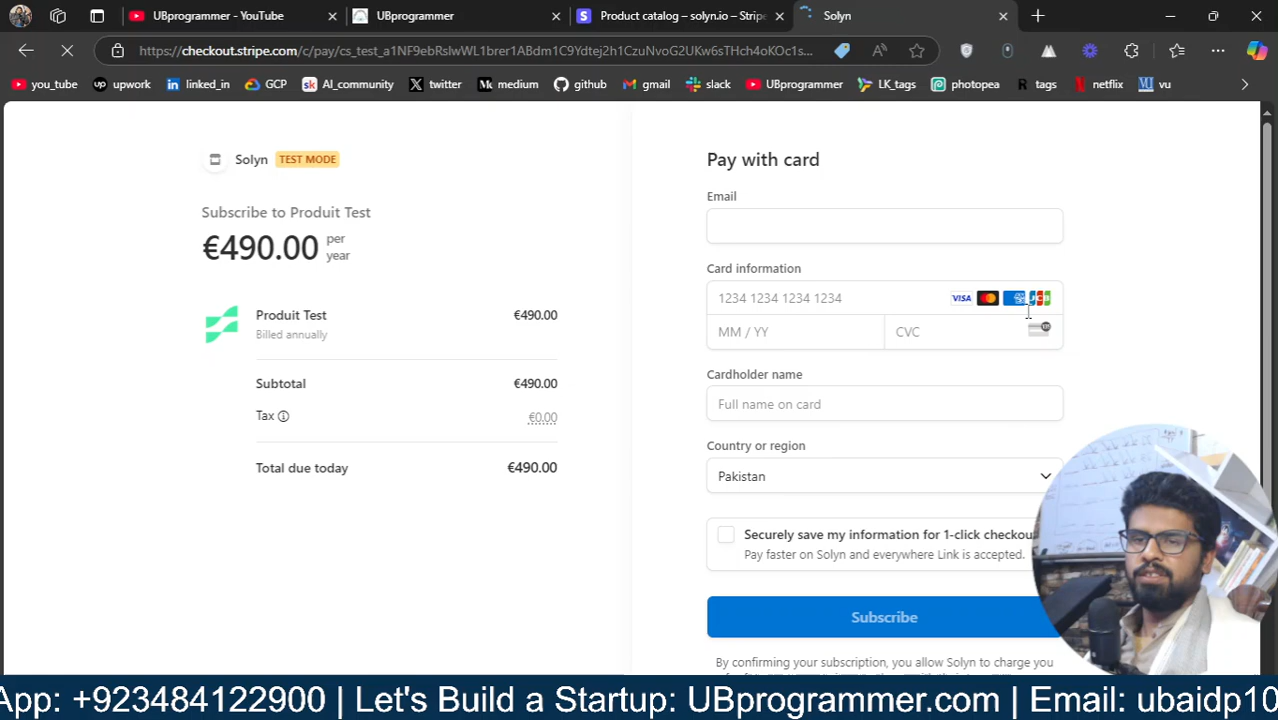 UBprogrammer - YouTube
UBprogrammer
Product catalog – solyn.io – Stripe
Solyn
https://checkout.stripe.com/c/pay/cs_test_a1NF9ebRslwWL1brer1ABdm1C9Ydtej2h1CzuNvoG2UKw6sTHch4oKOc1s...
you_tube
upwork
linked_in
GCP
AI_community
twitter
medium
github
gmail
slack
UBprogrammer
LK_tags
photopea
tags
netflix
vu
Solyn TEST MODE
Subscribe to Produit Test
€490.00 per
year
Produit Test €490.00
Billed annually
Subtotal €490.00
Tax €0.00
Total due today €490.00
Pay with card
Email
Card information
1234 1234 1234 1234
VISA
MM / YY
CVC
Cardholder name
Full name on card
Country or region
Pakistan
Securely save my information for 1-click checkou
Pay faster on Solyn and everywhere Link is accepted.
Subscribe
By confirming your subscription, you allow Solyn to charge you
App: +923484122900 | Let's Build a Startup: UBprogrammer.com | Email: ubaidp10